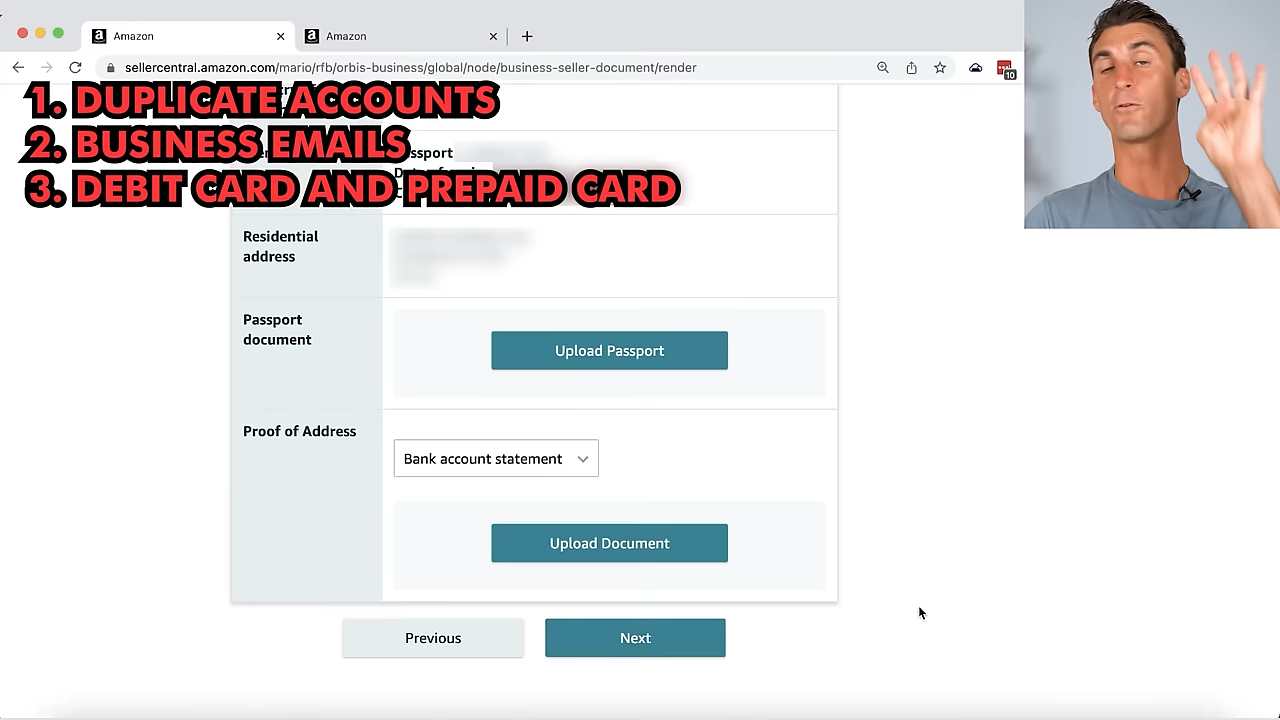 Amazon
Amazon
sellercentral.amazon.com/mario/rfb/orbis-business/global/node/business-seller-document/render
10
1. DUPLICATE ACCOUNTS
2. BUSINESS EMAILS
3. DEBIT CARD AND PREPAID CARD
Residential
address
Passport
document
Upload Passport
Proof of Address
Bank account statement
Upload Document
Previous
Next